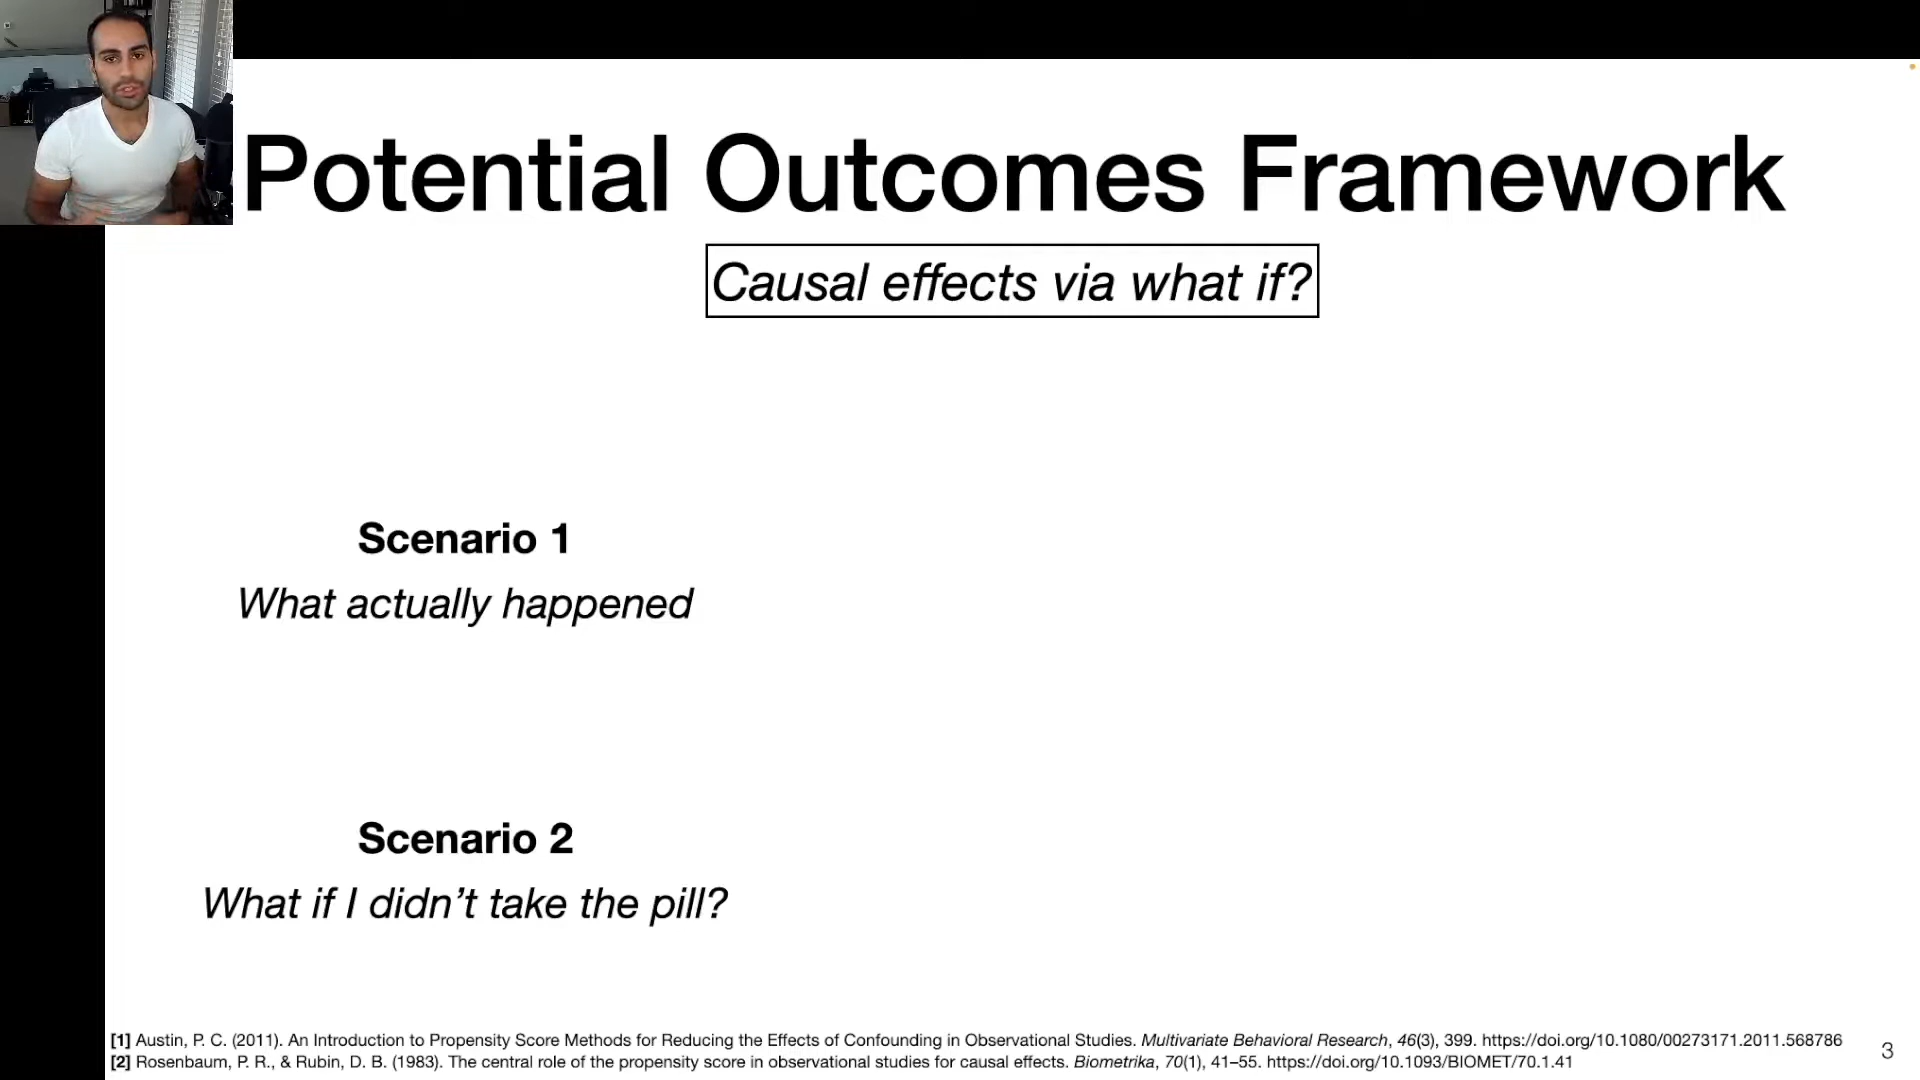 Potential Outcomes Framework
Causal effects via what if?
Scenario 1
What actually happened
Scenario 2
What if I didn’t take the pill?
[1] Austin, P. C. (2011). An Introduction to Propensity Score Methods for Reducing the Effects of Confounding in Observational Studies. Multivariate Behavioral Research, 46(3), 399. https://doi.org/10.1080/00273171.2011.568786
[2] Rosenbaum, P. R., & Rubin, D. B. (1983). The central role of the propensity score in observational studies for causal effects. Biometrika, 70(1), 41–55. https://doi.org/10.1093/BIOMET/70.1.41
3